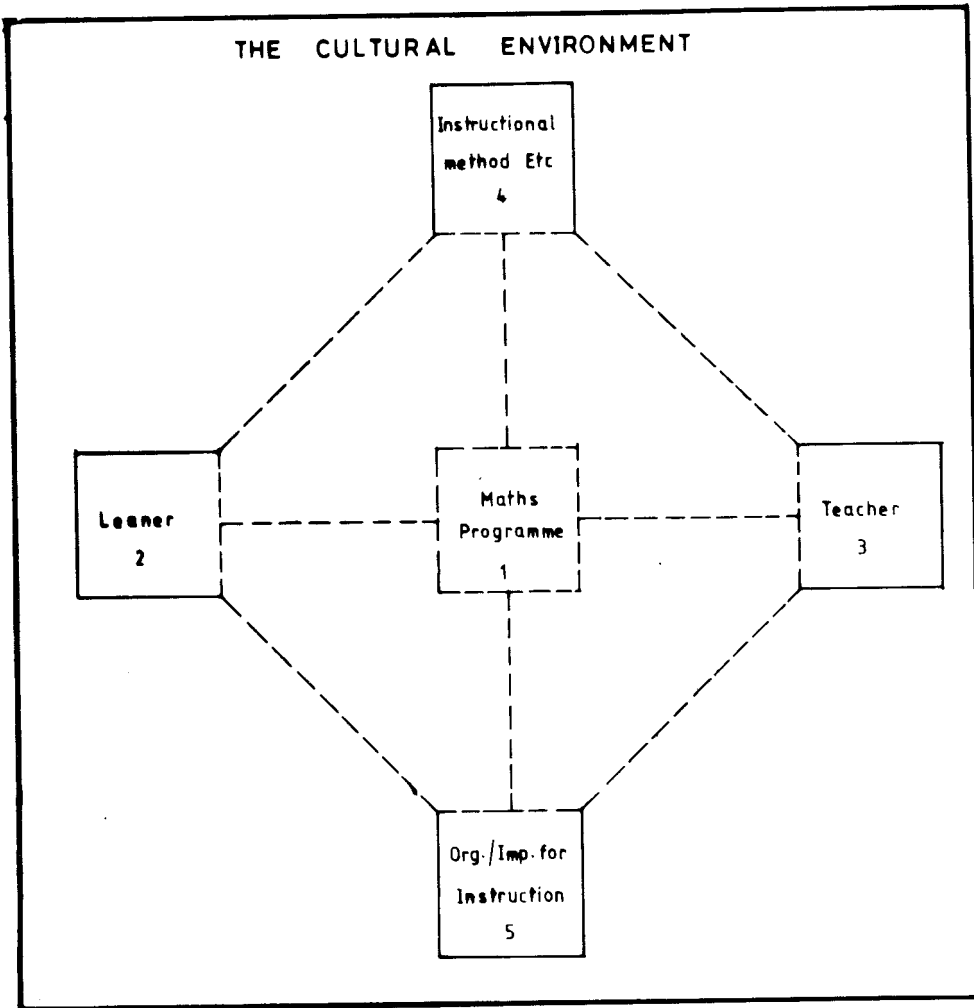 THE CULTURAL ENVIRONMENT
Instructional
method Etc
4
Leaner
2
Maths
Programme
1
Teacher
3
Org./Imp. for
Instruction
5